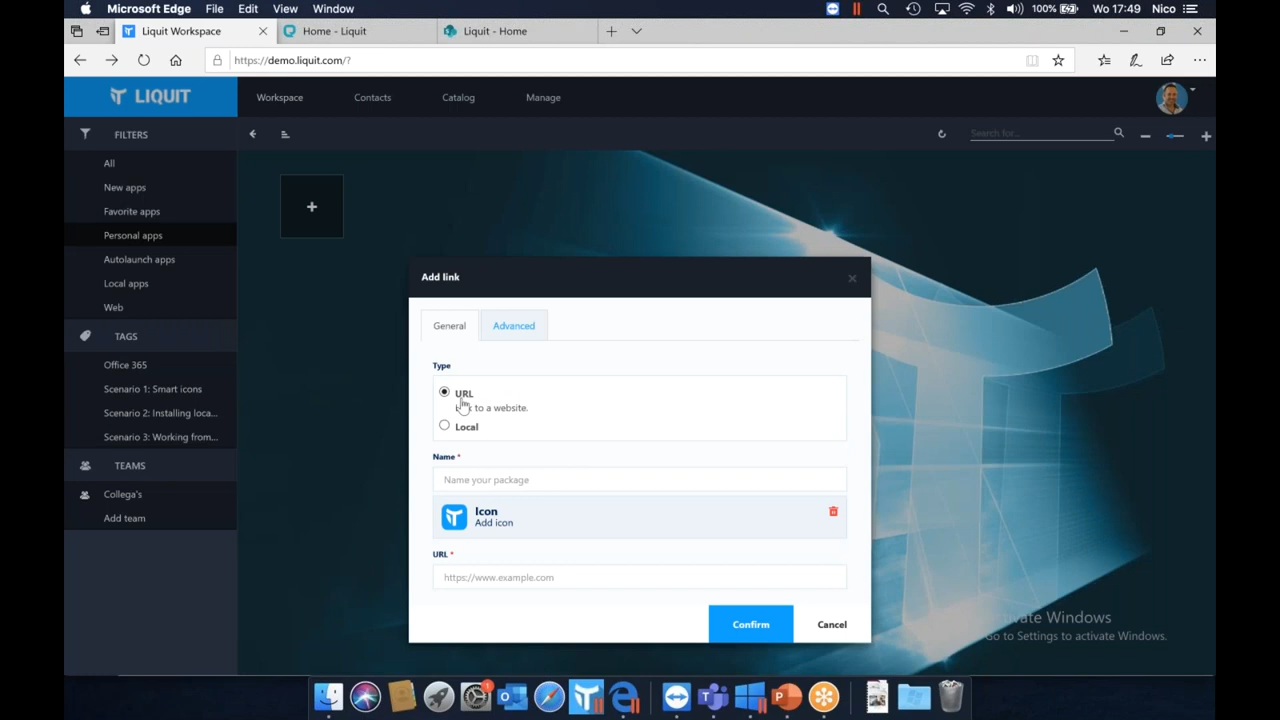 Microsoft Edge File Edit View Window 100% Wo 17:49 Nico
Liquit Workspace Home - Liquit Liquit - Home
https://demo.liquit.com/?
LIQUIT Workspace Contacts Catalog Manage
FILTERS Search for...
All
New apps
Favorite apps
Personal apps
Autolaunch apps
Local apps
Web
TAGS
Office 365
Scenario 1: Smart icons
Scenario 2: Installing loca...
Scenario 3: Working from...
TEAMS
Collega's
Add team
Add link
General Advanced
Type
URL
to a website.
Local
Name *
Name your package
Icon
Add icon
URL *
https://www.example.com
Confirm Cancel
Windows
Go to Settings to activate Windows.
1